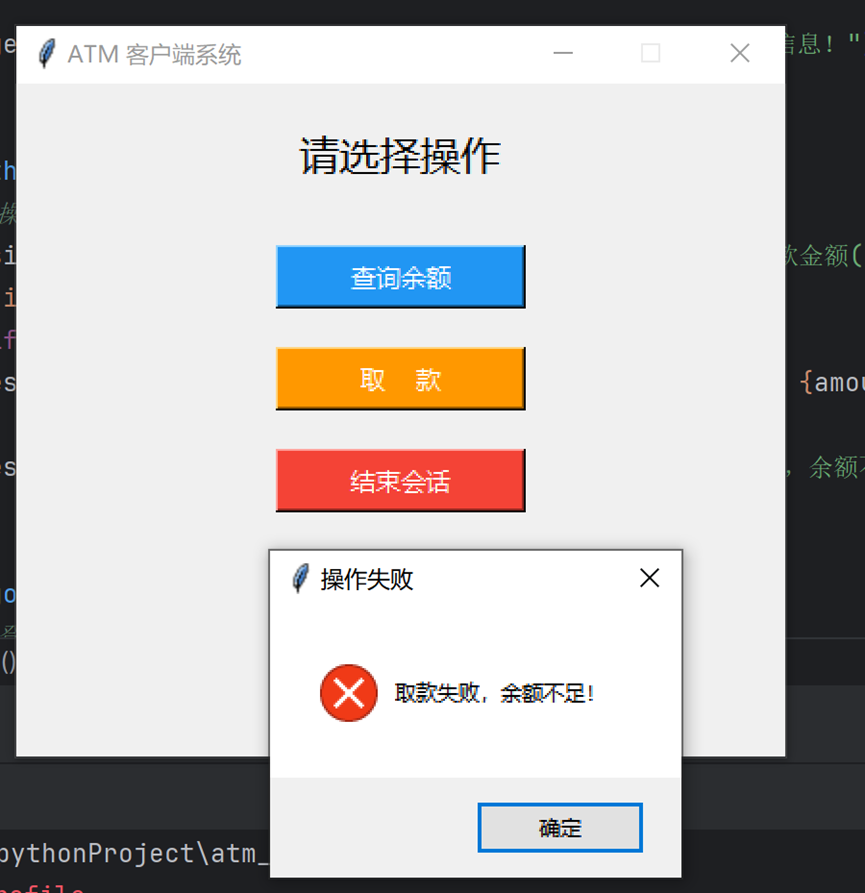 ATM 客户端系统
信息！"
请选择操作
查询余额
款金额(
取 款
{amou
结束会话
，余额不
操作失败
取款失败，余额不足！
确定
pythonProject\atm_